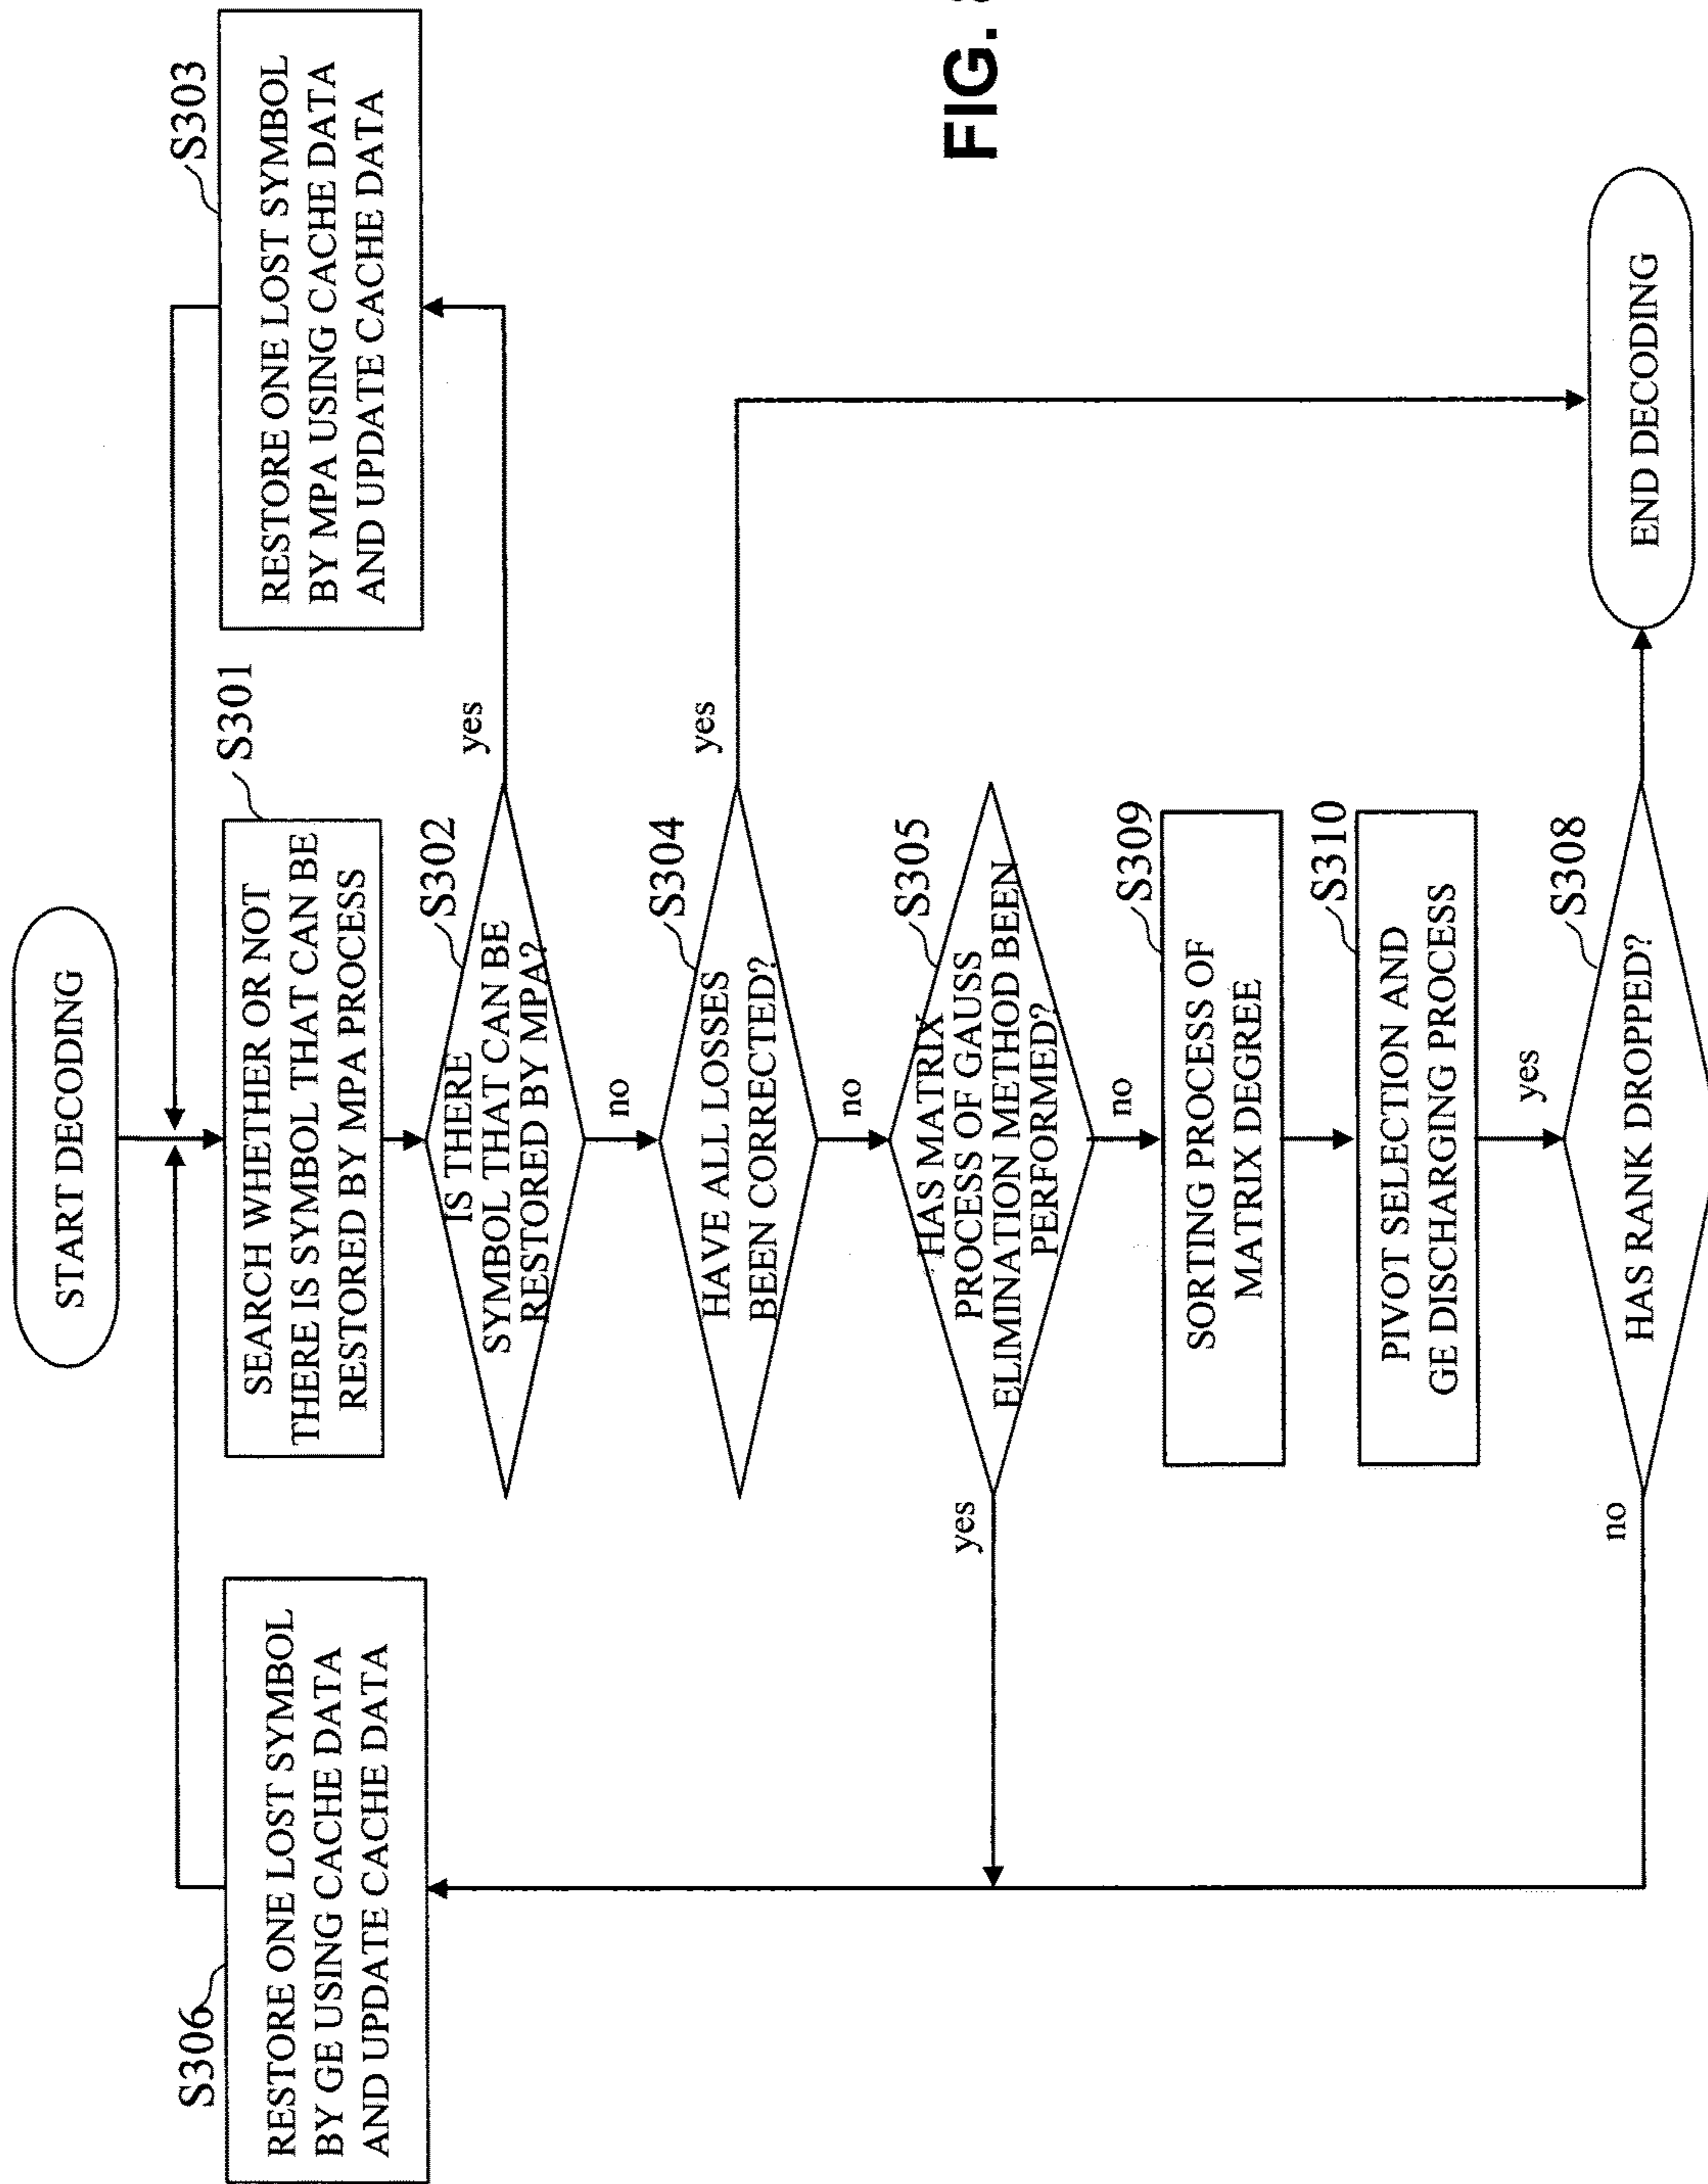 START DECODING
S301
SEARCH WHETHER OR NOT
THERE IS SYMBOL THAT CAN BE
RESTORED BY MPA PROCESS
S303
RESTORE ONE LOST SYMBOL
BY MPA USING CACHE DATA
AND UPDATE CACHE DATA
S306
RESTORE ONE LOST SYMBOL
BY GE USING CACHE DATA
AND UPDATE CACHE DATA
S302
IS THERE
SYMBOL THAT CAN BE
RESTORED BY MPA?
yes
no
S304
HAVE ALL LOSSES
BEEN CORRECTED?
yes
no
S305
HAS MATRIX
PROCESS OF GAUSS
ELIMINATION METHOD BEEN
PERFORMED?
yes
no
S309
SORTING PROCESS OF
MATRIX DEGREE
S310
PIVOT SELECTION AND
GE DISCHARGING PROCESS
yes
S308
HAS RANK DROPPED?
no
END DECODING
FIG.